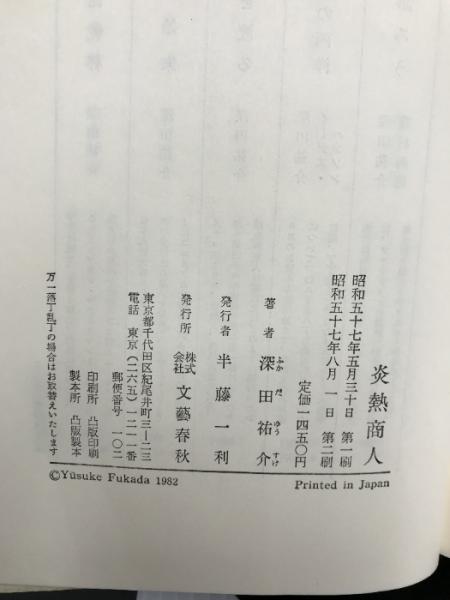 炎熱商人
昭和五十七年五月三十日 第一刷
昭和五十七年八月 一日 第二刷
定価一四五〇円
著者 深田祐介
ふか だ ゆう すけ
発行者 半藤一利
発行所 株式会社 文藝春秋
東京都千代田区紀尾井町三―二三
電話 東京(二六五)一二一一番
郵便番号 一〇二
印刷所 凸版印刷
製本所 凸版製本
万一落丁乱丁の場合はお取替えいたします
©Yūsuke Fukada 1982
Printed in Japan